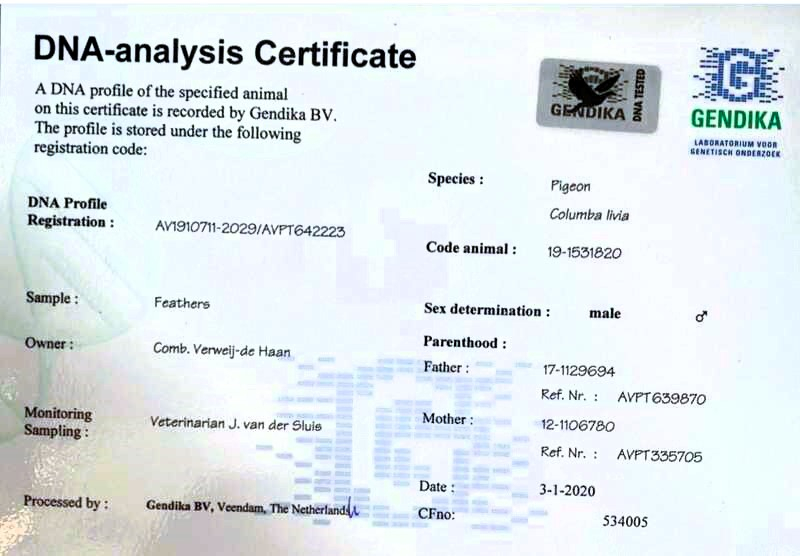 DNA-analysis Certificate
A DNA profile of the specified animal
on this certificate is recorded by Gendika BV.
The profile is stored under the following
registration code:
GENDIKA
DNA TESTED
GENDIKA
LABORATORIUM VOOR
GENETISCH ONDERZOEK
DNA Profile
Registration : AV1910711-2029/AVPT642223
Sample : Feathers
Owner : Comb. Verweij-de Haan
Monitoring
Sampling : Veterinarian J. van der Sluis
Processed by : Gendika BV, Veendam, The Netherlands
Species : Pigeon
Columba livia
Code animal : 19-1531820
Sex determination : male ♂
Parenthood :
Father : 17-1129694
Ref. Nr. : AVPT639870
Mother : 12-1106780
Ref. Nr. : AVPT335705
Date : 3-1-2020
CFno: 534005